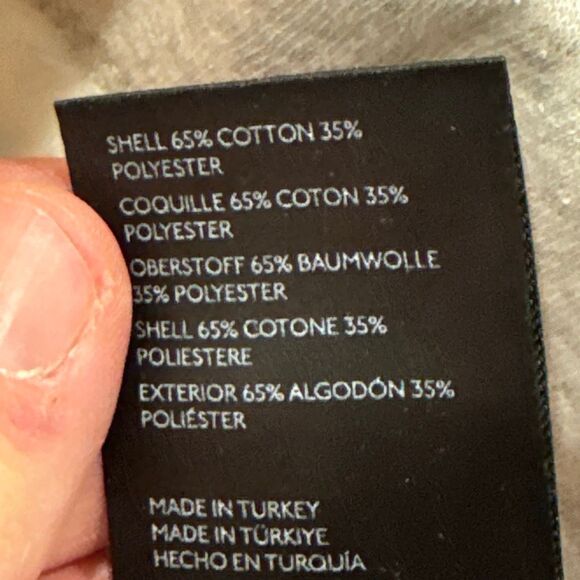 SHELL 65% COTTON 35%
POLYESTER
COQUILLE 65% COTON 35%
POLYESTER
OBERSTOFF 65% BAUMWOLLE
35% POLYESTER
SHELL 65% COTONE 35%
POLIESTERE
EXTERIOR 65% ALGODÓN 35%
POLIÉSTER
MADE IN TURKEY
MADE IN TÜRKIYE
HECHO EN TURQUÍA